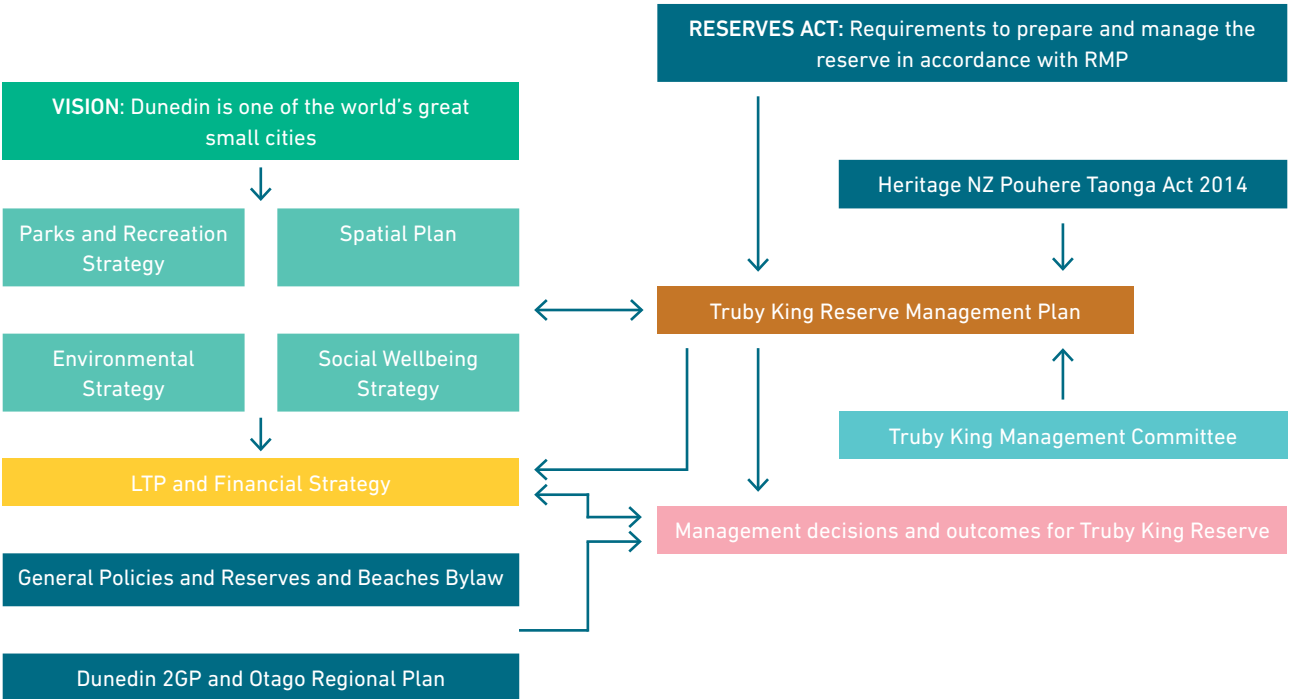 RESERVES ACT: Requirements to prepare and manage the
reserve in accordance with RMP
VISION: Dunedin is one of the world's great
small cities
Heritage NZ Pouhere Taonga Act 2014
Parks and Recreation
Strategy
Spatial Plan
Truby King Reserve Management Plan
Environmental
Strategy
Social Wellbeing
Strategy
Truby King Management Committee
LTP and Financial Strategy
Management decisions and outcomes for Truby King Reserve
General Policies and Reserves and Beaches Bylaw
Dunedin 2GP and Otago Regional Plan